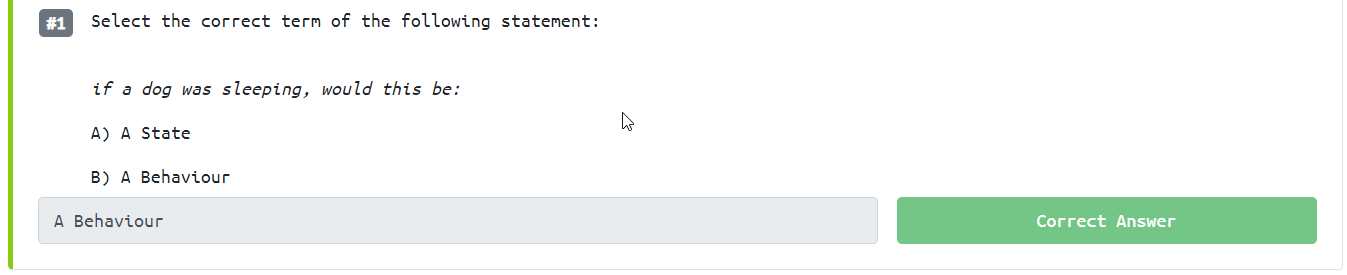 #1 Select the correct term of the following statement:
if a dog was sleeping, would this be:
A) A State
B) A Behaviour
A Behaviour
Correct Answer